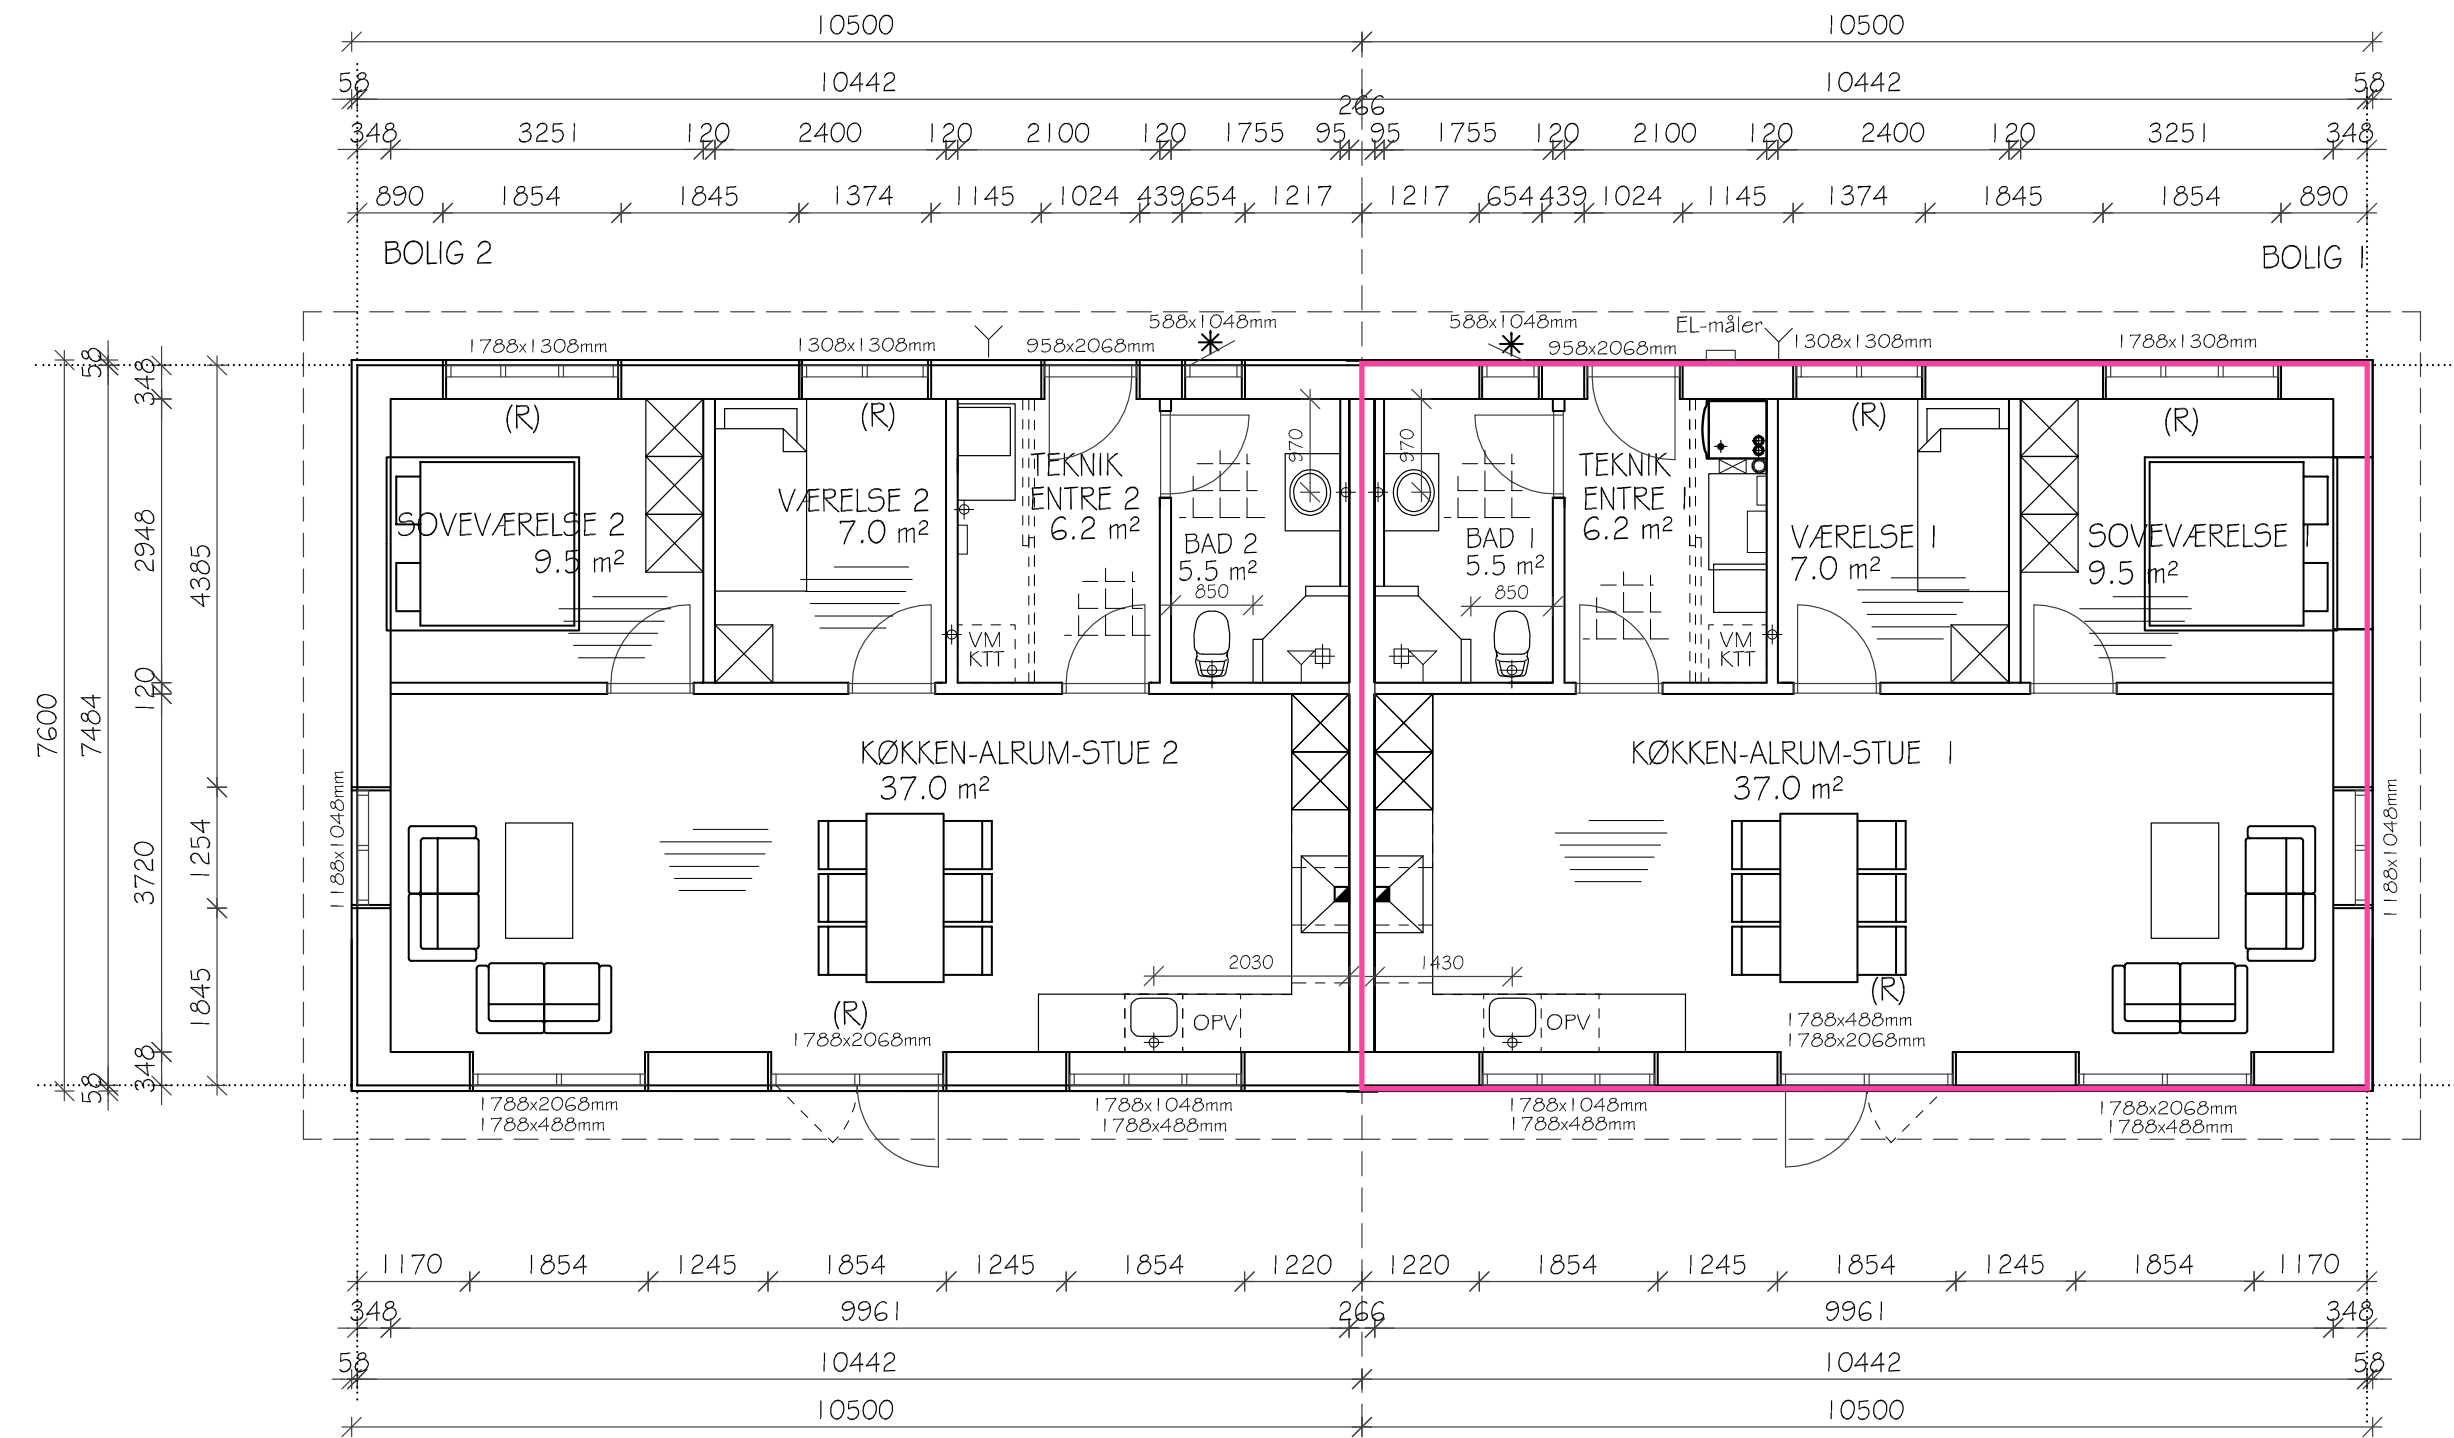 10500 10500
58 10442 10442 58
266
348 3251 120 2400 120 2100 120 1755 95 95 1755 120 2100 120 2400 120 3251 348
890 1854 1845 1374 1145 1024 439 654 1217 1217 654 439 1024 1145 1374 1845 1854 890
BOLIG 2 BOLIG 1
588x1048mm 588x1048mm EL-måler
1788x1308mm 1308x1308mm 958x2068mm 958x2068mm 1308x1308mm 1788x1308mm
58 348
(R) (R) (R) (R)
970 970
TEKNIK TEKNIK
VÆRELSE 2 ENTRE 2 ENTRE 1
7.0 m² 6.2 m² 6.2 m²
SOVEVÆRELSE 2 BAD 2 BAD 1 VÆRELSE 1 SOVEVÆRELSE 1
9.5 m² 5.5 m² 5.5 m² 7.0 m² 9.5 m²
2948 4385
850 850
VM VM
KTT KTT
120
7600 7484
KØKKEN-ALRUM-STUE 2 KØKKEN-ALRUM-STUE 1
37.0 m² 37.0 m²
3720 1254 1188x1048mm 1188x1048mm
2030 1430
1845
(R) (R)
OPV OPV
1788x488mm
1788x2068mm 1788x2068mm
58 348
1788x2068mm 1788x1048mm 1788x1048mm 1788x2068mm
1788x488mm 1788x488mm 1788x488mm 1788x488mm
1170 1854 1245 1854 1245 1854 1220 1220 1854 1245 1854 1245 1854 1170
348 9961 266 9961 348
58 10442 10442 58
10500 10500